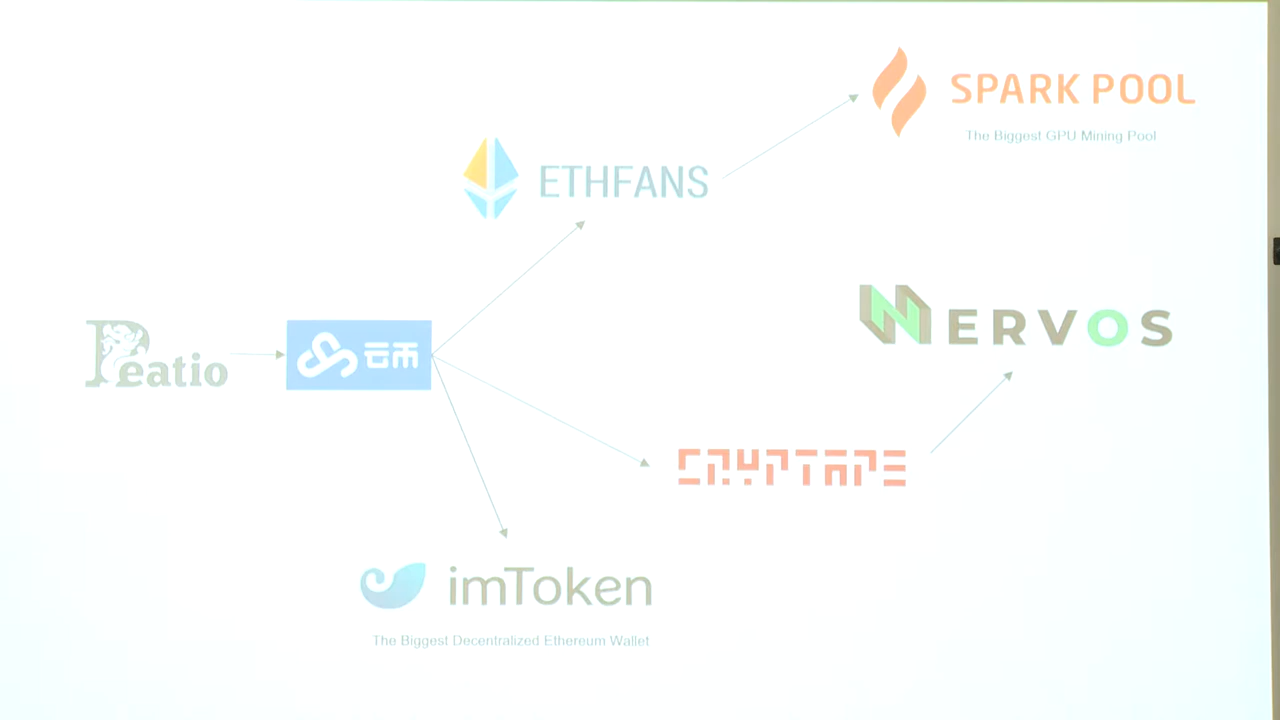 SPARK POOL
The Biggest GPU Mining Pool
ETHFANS
NERVOS
Peatio
云币
CRYPTAPE
imToken
The Biggest Decentralized Ethereum Wallet